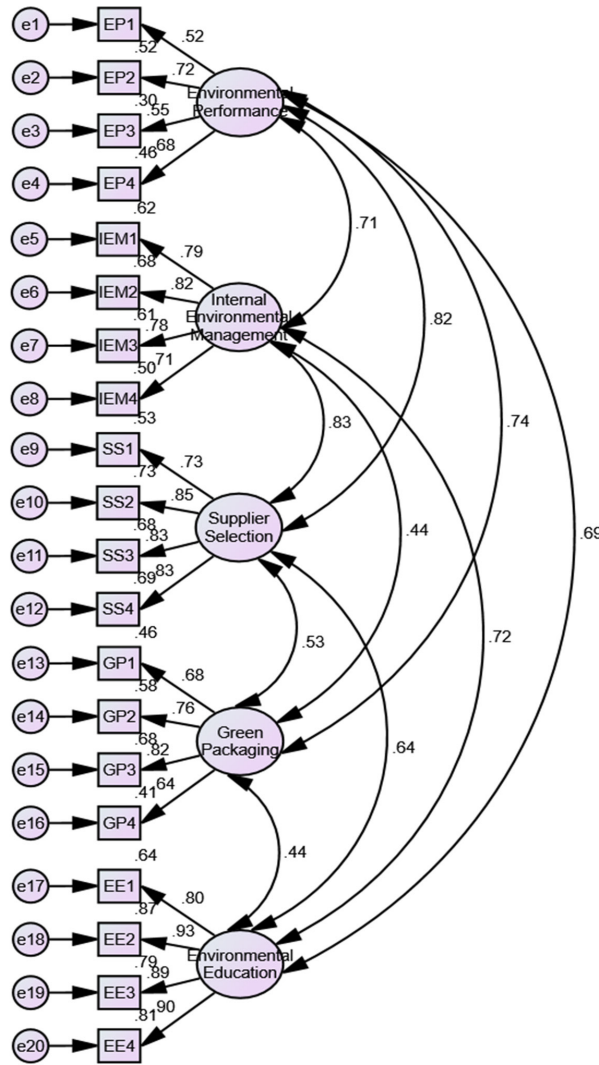 e1 EP1
.52
.52
e2 EP2
.72
Environmental
Performance
.30
.55
e3 EP3
.46
.68
e4 EP4
.62
.71
e5 IEM1
.79
.68
e6 IEM2
.82
Internal
Environmental
Management
.61
.78
e7 IEM3
.50
.71
e8 IEM4
.53
.82
.83
.74
e9 SS1
.73
.73
e10 SS2
.85
Supplier
Selection
.68
.83
e11 SS3
.69
.83
e12 SS4
.46
.44
.69
.53
.72
e13 GP1
.68
.58
e14 GP2
.76
Green
Packaging
.68
.82
e15 GP3
.41
.64
e16 GP4
.64
.64
.44
e17 EE1
.80
.87
e18 EE2
.93
Environmental
Education
.79
.89
e19 EE3
.81
.90
e20 EE4